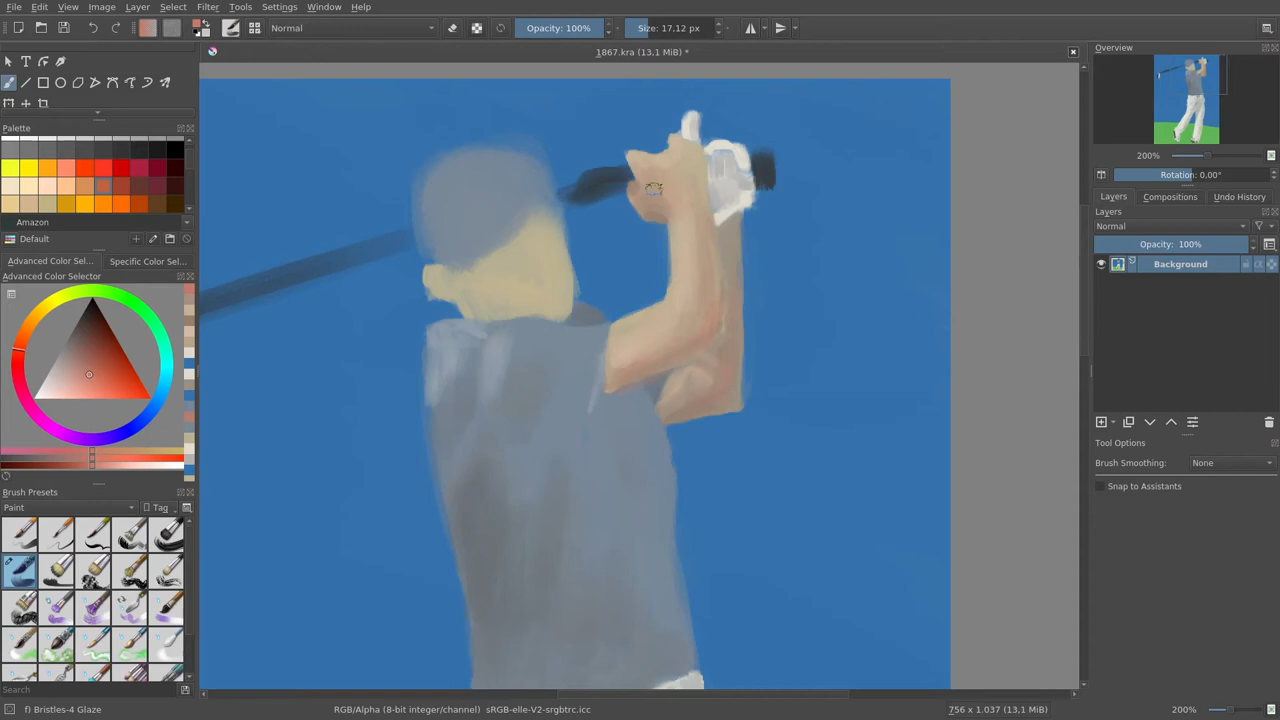 File Edit View Image Layer Select Filter Tools Settings Window Help
Normal Opacity: 100% Size: 17,12 px
1867.kra (13,1 MiB) *
Overview
200%
Rotation: 0.00°
Palette
Amazon
Default
Layers Compositions Undo History
Layers
Normal
Opacity: 100%
Background
Advanced Color Sel... Specific Color Sel...
Advanced Color Selector
Tool Options
Brush Smoothing: None
Snap to Assistants
Brush Presets
Paint Tag
Search
f) Bristles-4 Glaze RGB/Alpha (8-bit integer/channel) sRGB-elle-V2-srgbtrc.icc 756 x 1.037 (13,1 MiB) 200%